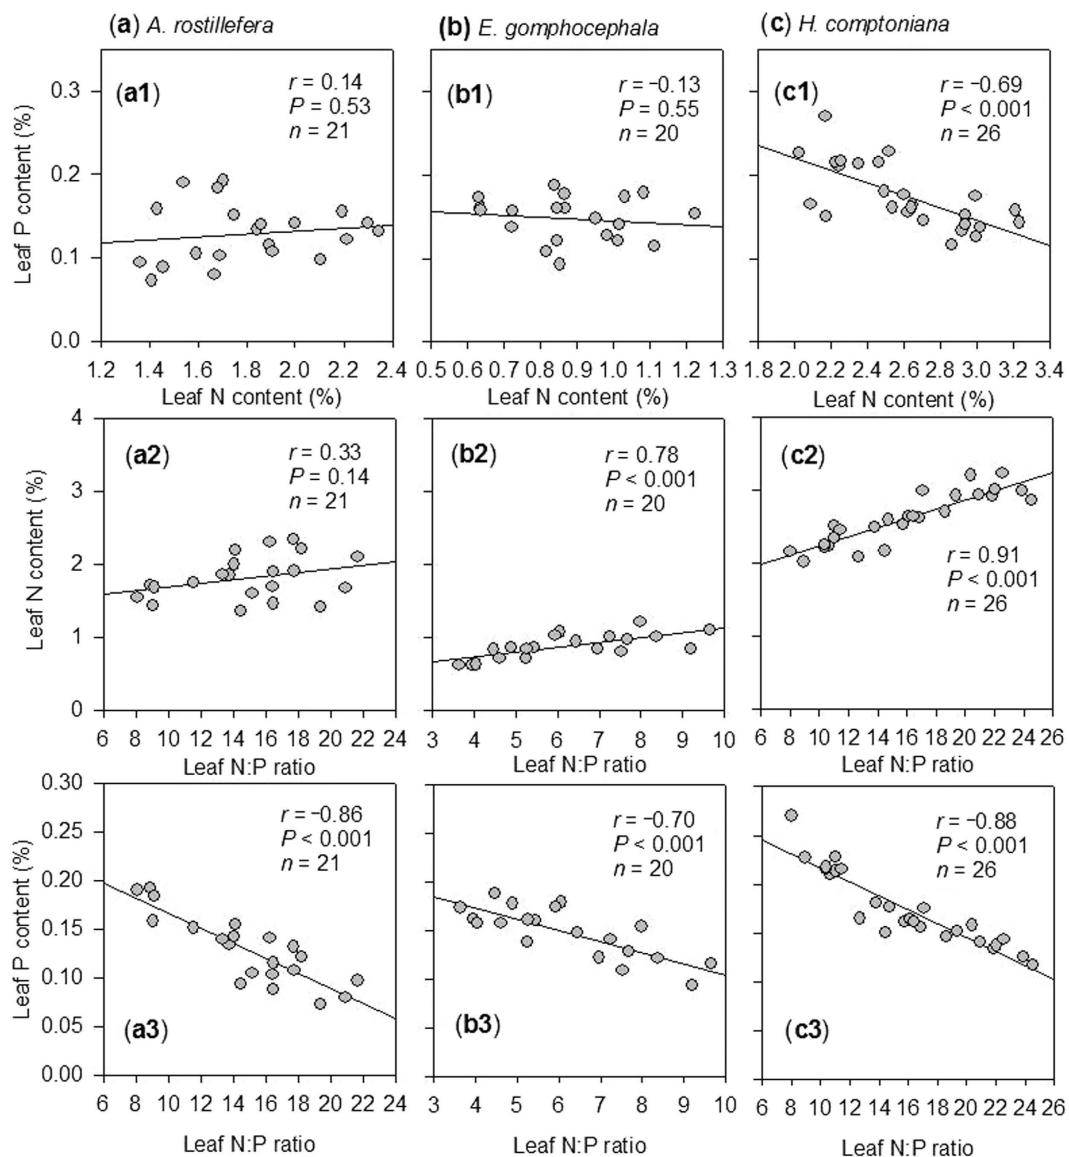 (a) A. rostillefera (b) E. gomphocephala (c) H. comptoniana
(a1) r = 0.14
P = 0.53
n = 21
(b1) r = −0.13
P = 0.55
n = 20
(c1) r = −0.69
P < 0.001
n = 26
Leaf P content (%)
0.3
0.2
0.1
0.0
1.2 1.4 1.6 1.8 2.0 2.2 2.4
0.5 0.6 0.7 0.8 0.9 1.0 1.1 1.2 1.3
1.8 2.0 2.2 2.4 2.6 2.8 3.0 3.2 3.4
Leaf N content (%) Leaf N content (%) Leaf N content (%)
(a2) r = 0.33
P = 0.14
n = 21
(b2) r = 0.78
P < 0.001
n = 20
(c2)
r = 0.91
P < 0.001
n = 26
Leaf N content (%)
4
3
2
1
0
6 8 10 12 14 16 18 20 22 24
3 4 5 6 7 8 9 10
6 8 10 12 14 16 18 20 22 24 26
Leaf N:P ratio Leaf N:P ratio Leaf N:P ratio
r = −0.86
P < 0.001
n = 21
r = −0.70
P < 0.001
n = 20
r = −0.88
P < 0.001
n = 26
Leaf P content (%)
0.30
0.25
0.20
0.15
0.10
0.05
0.00
(a3) (b3) (c3)
6 8 10 12 14 16 18 20 22 24
3 4 5 6 7 8 9 10
6 8 10 12 14 16 18 20 22 24 26
Leaf N:P ratio Leaf N:P ratio Leaf N:P ratio